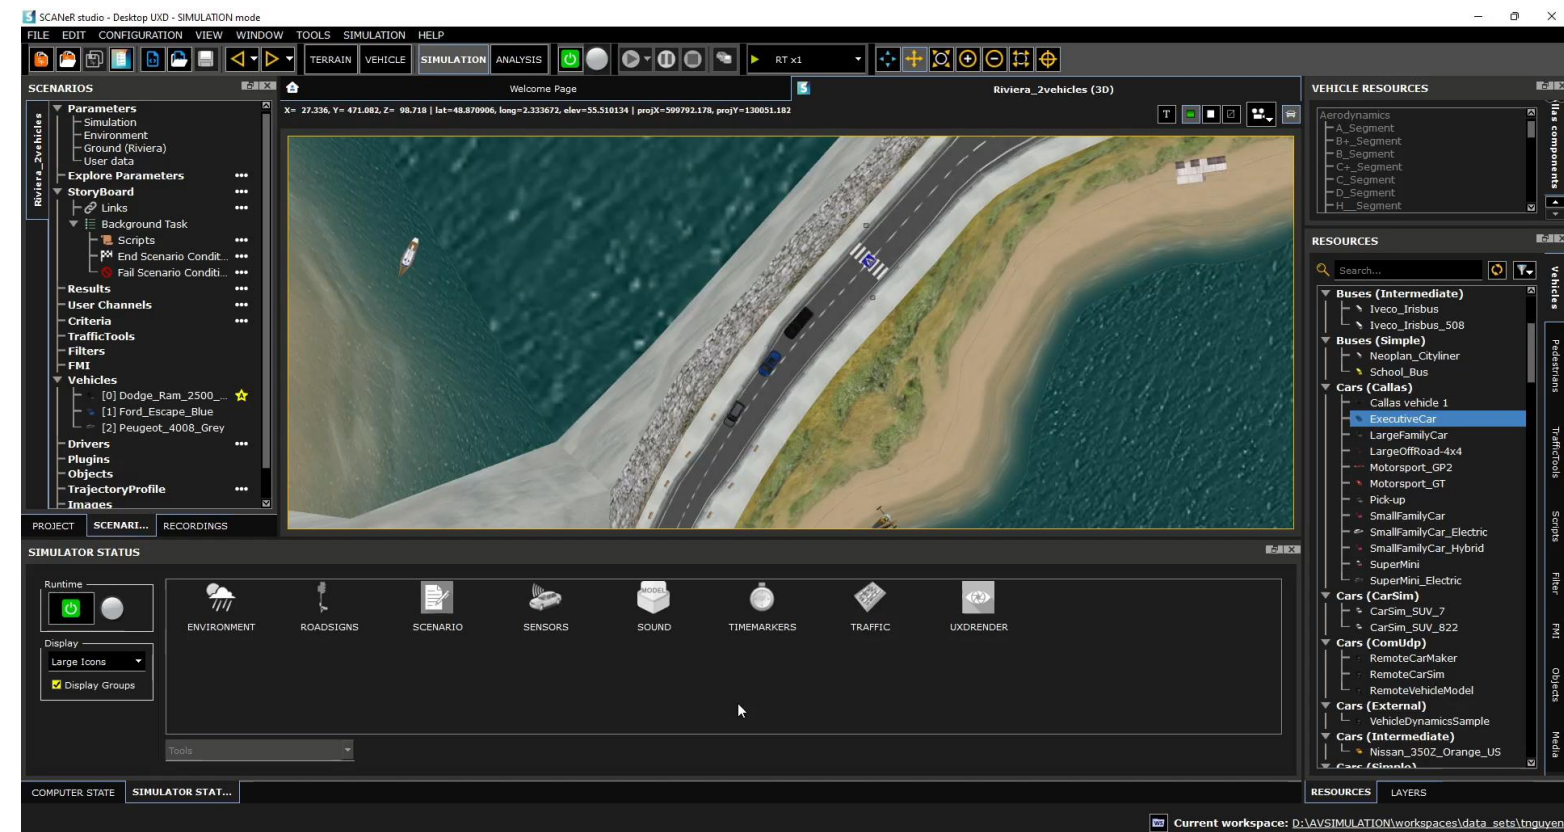 SCANeR studio - Desktop UXD - SIMULATION mode
FILE EDIT CONFIGURATION VIEW WINDOW TOOLS SIMULATION HELP
TERRAIN VEHICLE SIMULATION ANALYSIS RT x1
SCENARIOS
Riviera_2vehicles
Parameters
Simulation
Environment
Ground (Riviera)
User data
Explore Parameters •••
StoryBoard •••
Links •••
Background Task
Scripts •••
End Scenario Condit... •••
Fail Scenario Conditi... •••
Results •••
User Channels •••
Criteria •••
TrafficTools
Filters
FMI
Vehicles
[0] Dodge_Ram_2500_...
[1] Ford_Escape_Blue
[2] Peugeot_4008_Grey
Drivers •••
Plugins
Objects
TrajectoryProfile •••
Images
PROJECT SCENARI... RECORDINGS
Welcome Page
Riviera_2vehicles (3D)
X= 27.336, Y= 471.082, Z= 98.718 | lat=48.870906, long=2.333672, elev=55.510134 | projX=599792.178, projY=130051.182
T
SIMULATOR STATUS
Runtime
Display
Large Icons
Display Groups
ENVIRONMENT ROADSIGNS SCENARIO SENSORS SOUND TIMEMARKERS TRAFFIC UXDRENDER
MODEL
Tools
COMPUTER STATE SIMULATOR STAT...
VEHICLE RESOURCES
Aerodynamics
A_Segment
B+_Segment
B_Segment
C+_Segment
C_Segment
D_Segment
H__Segment
llas components
RESOURCES
Search...
Buses (Intermediate)
Iveco_Irisbus
Iveco_Irisbus_508
Buses (Simple)
Neoplan_Cityliner
School_Bus
Cars (Callas)
Callas vehicle 1
ExecutiveCar
LargeFamilyCar
LargeOffRoad-4x4
Motorsport_GP2
Motorsport_GT
Pick-up
SmallFamilyCar
SmallFamilyCar_Electric
SmallFamilyCar_Hybrid
SuperMini
SuperMini_Electric
Cars (CarSim)
CarSim_SUV_7
CarSim_SUV_822
Cars (ComUdp)
RemoteCarMaker
RemoteCarSim
RemoteVehicleModel
Cars (External)
VehicleDynamicsSample
Cars (Intermediate)
Nissan_350Z_Orange_US
Cars (Simple)
Vehicles
Pedestrians
TrafficTools
Scripts
Filter
FMI
Objects
Media
RESOURCES LAYERS
Current workspace: D:\AVSIMULATION\workspaces\data_sets\tnguyen